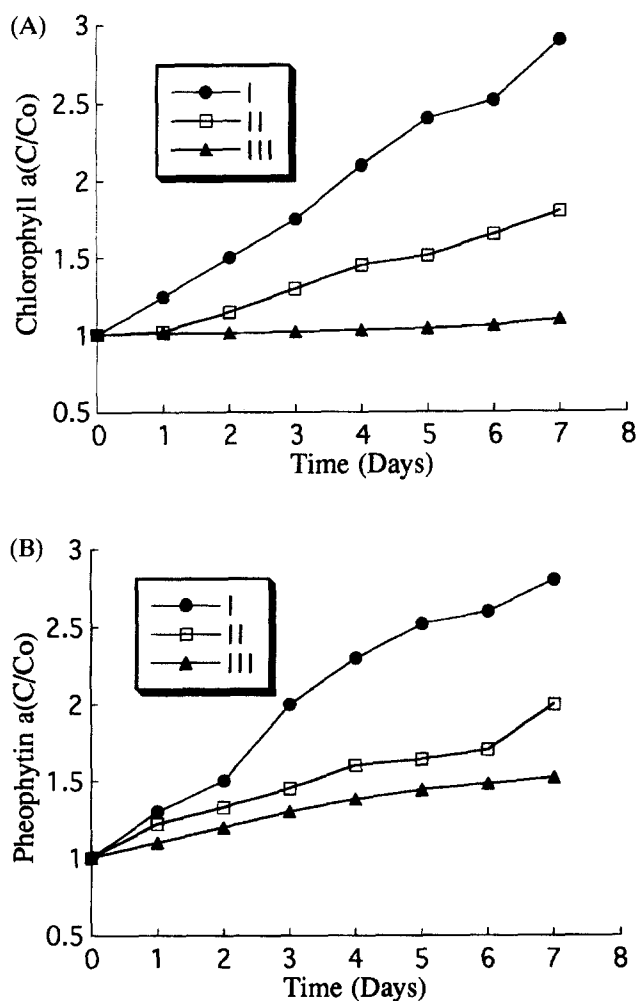 (A)
3
2.5
2
1.5
1
0.5
Chlorophyll a(C/Co)
I
II
III
0 1 2 3 4 5 6 7 8
Time (Days)
(B)
3
2.5
2
1.5
1
0.5
Pheophytin a(C/Co)
I
II
III
0 1 2 3 4 5 6 7 8
Time (Days)